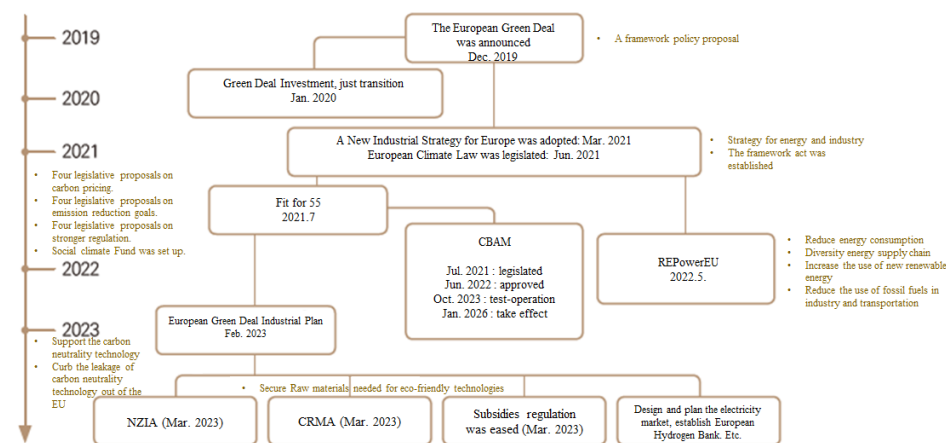 2019
The European Green Deal
was announced
Dec. 2019
• A framework policy proposal
Green Deal Investment, just transition
Jan. 2020
2020
A New Industrial Strategy for Europe was adopted: Mar. 2021
European Climate Law was legislated: Jun. 2021
• Strategy for energy and industry
• The framework act was
established
2021
• Four legislative proposals on
carbon pricing.
• Four legislative proposals on
emission reduction goals.
• Four legislative proposals on
stronger regulation.
• Social climate Fund was set up.
Fit for 55
2021.7
CBAM
Jul. 2021 : legislated
Jun. 2022 : approved
Oct. 2023 : test-operation
Jan. 2026 : take effect
REPowerEU
2022.5.
• Reduce energy consumption
• Diversity energy supply chain
• Increase the use of new renewable
energy
• Reduce the use of fossil fuels in
industry and transportation
2022
European Green Deal Industrial Plan
Feb. 2023
2023
• Support the carbon
neutrality technology
• Curb the leakage of
carbon neutrality
technology out of the
EU
• Secure Raw materials needed for eco-friendly technologies
NZIA (Mar. 2023)
CRMA (Mar. 2023)
Subsidies regulation
was eased (Mar. 2023)
Design and plan the electricity
market, establish European
Hydrogen Bank. Etc.